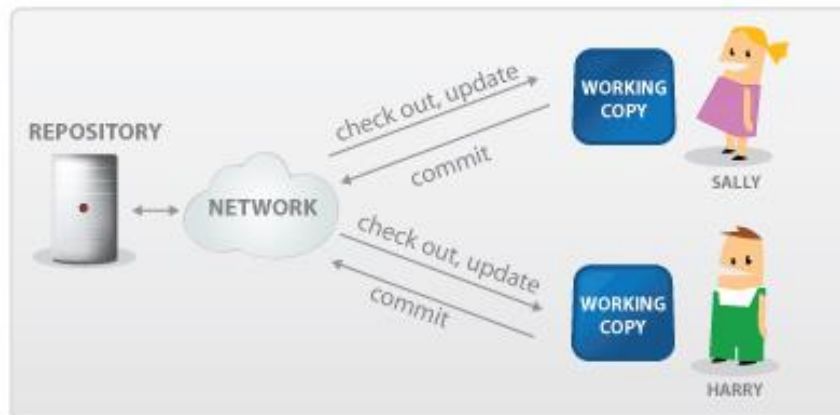 REPOSITORY
NETWORK
check out, update
commit
WORKING
COPY
SALLY
check out, update
commit
WORKING
COPY
HARRY